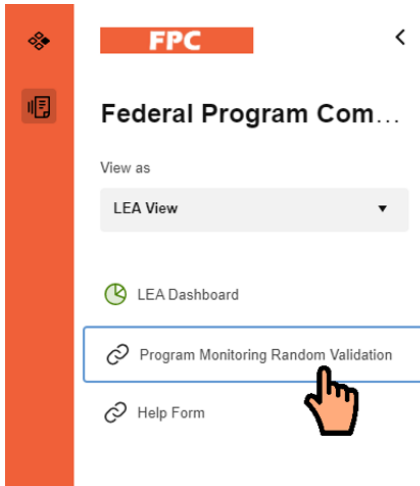 FPC
Federal Program Com...
View as
LEA View
LEA Dashboard
Program Monitoring Random Validation
Help Form